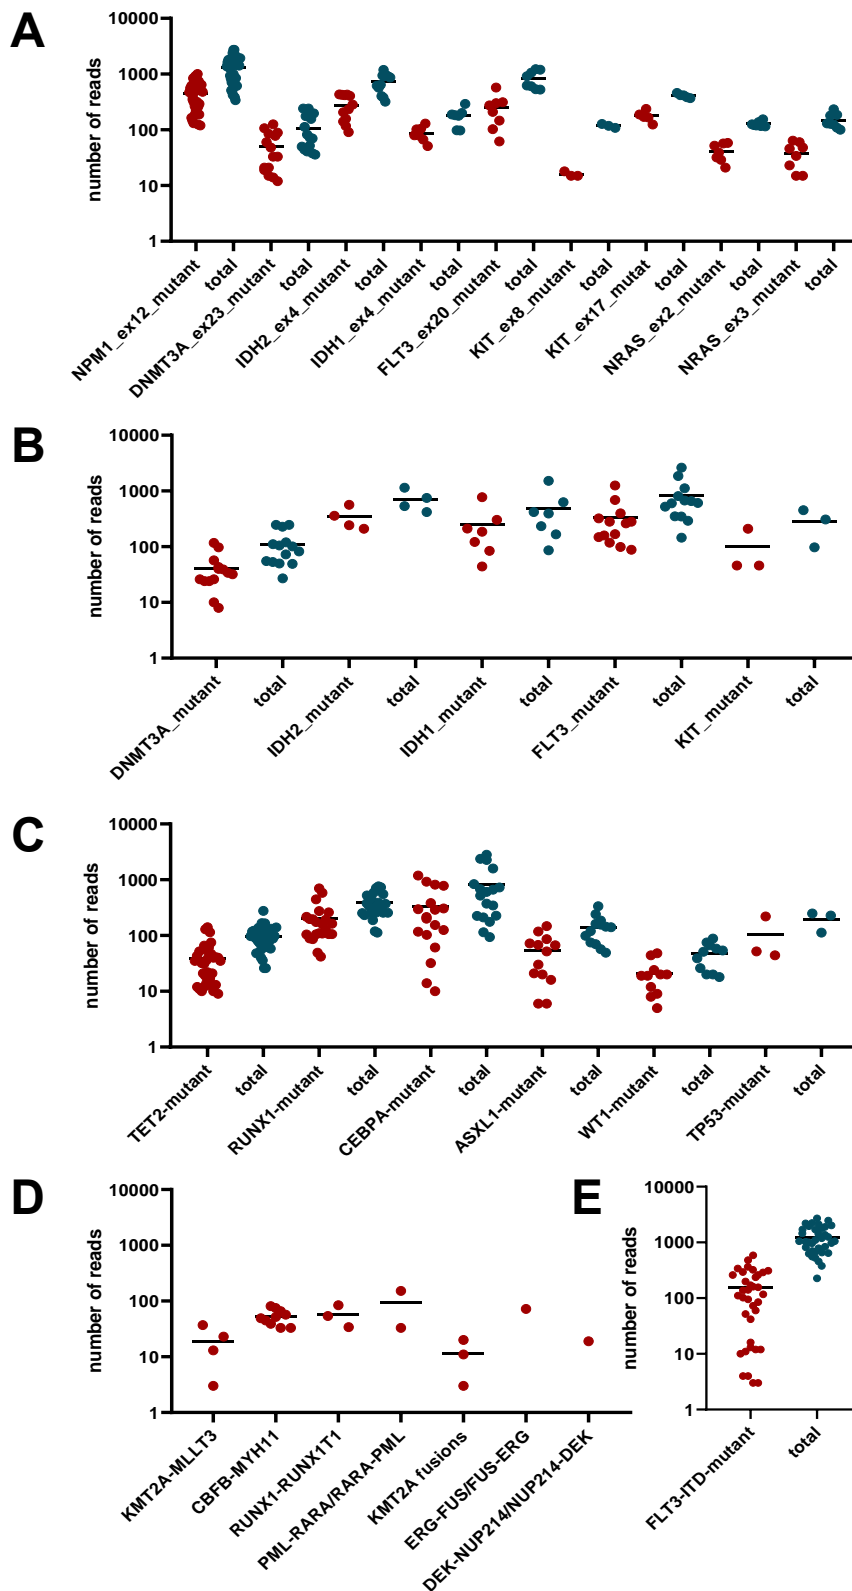 A
number of reads
10000
1000
100
10
1
NPM1_ex12_mutant
total
DNMT3A_ex23_mutant
total
IDH2_ex4_mutant
total
IDH1_ex4_mutant
total
FLT3_ex20_mutant
total
KIT_ex8_mutant
total
KIT_ex17_mutat
total
NRAS_ex2_mutant
total
NRAS_ex3_mutant
total
B
number of reads
10000
1000
100
10
1
DNMT3A_mutant
total
IDH2_mutant
total
IDH1_mutant
total
FLT3_mutant
total
KIT_mutant
total
C
number of reads
10000
1000
100
10
1
TET2-mutant
total
RUNX1-mutant
total
CEBPA-mutant
total
ASXL1-mutant
total
WT1-mutant
total
TP53-mutant
total
D
number of reads
10000
1000
100
10
1
KMT2A-MLLT3
CBFB-MYH11
RUNX1-RUNX1T1
PML-RARA/RARA-PML
KMT2A fusions
ERG-FUS/FUS-ERG
DEK-NUP214/NUP214-DEK
E
number of reads
10000
1000
100
10
1
FLT3-ITD-mutant
total